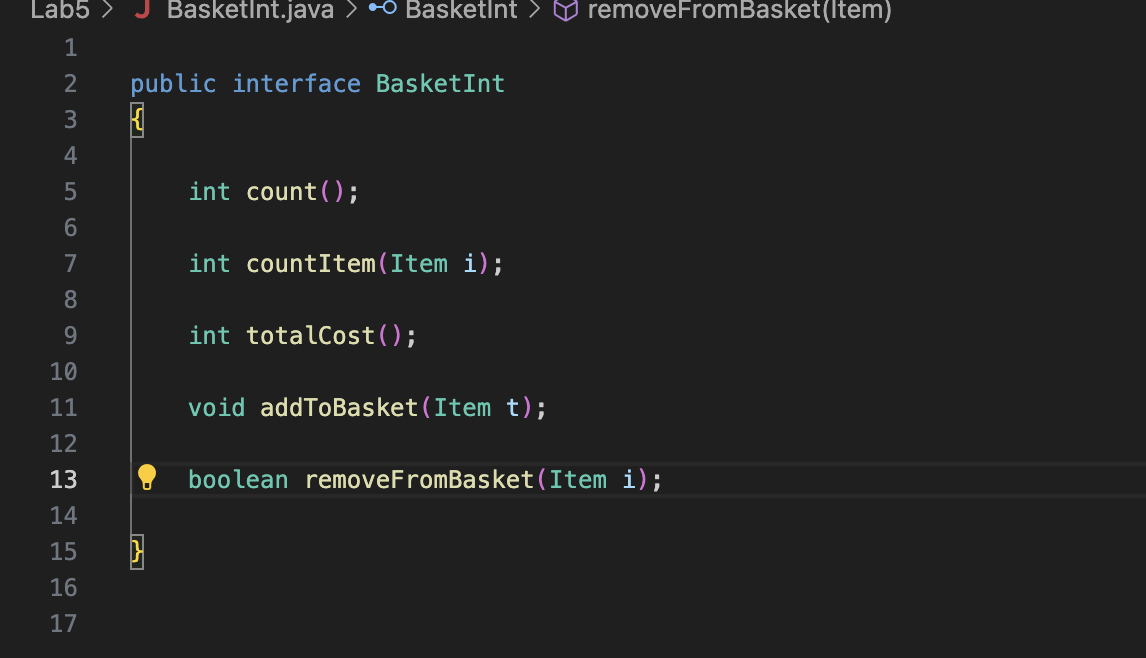 Lab5 > J BasketInt.java > BasketInt > removeFromBasket(Item)
1
2 public interface BasketInt
3 {
4
5 int count();
6
7 int countItem(Item i);
8
9 int totalCost();
10
11 void addToBasket(Item t);
12
13 boolean removeFromBasket(Item i);
14
15 }
16
17